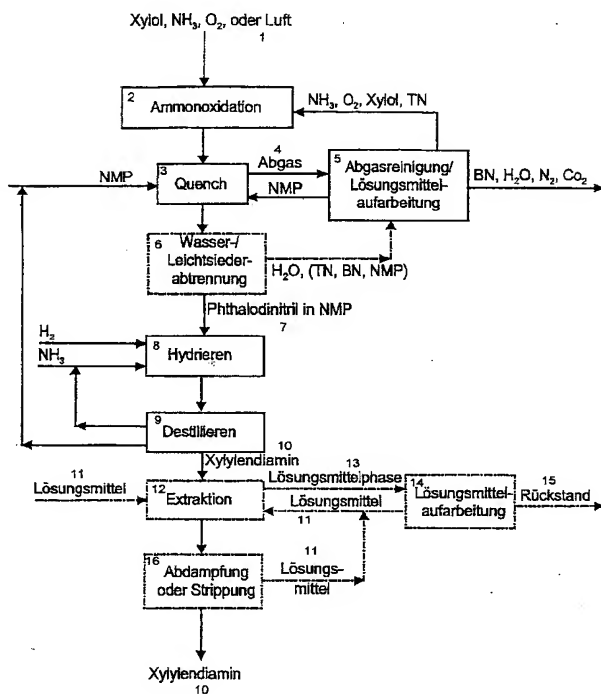 Xylol, NH₃, O₂, oder Luft
1
2
Ammonoxidation
NH₃, O₂, Xylol, TN
4
Abgas
NMP
3
Quench
NMP
5
Abgasreinigung/
Lösungsmittel-
aufarbeitung
BN, H₂O, N₂, Co₂
6
Wasser-/
Leichtsieder-
abtrennung
H₂O, (TN, BN, NMP)
Phthalodinitril in NMP
7
H₂
NH₃
8
Hydrieren
9
Destillieren
10
Xylylendiamin
11
Lösungsmittel
12
Extraktion
13
Lösungsmittelphase
Lösungsmittel
11
14
Lösungsmittel-
aufarbeitung
15
Rückstand
16
Abdampfung
oder Strippung
11
Lösungs-
mittel
Xylylendiamin
10